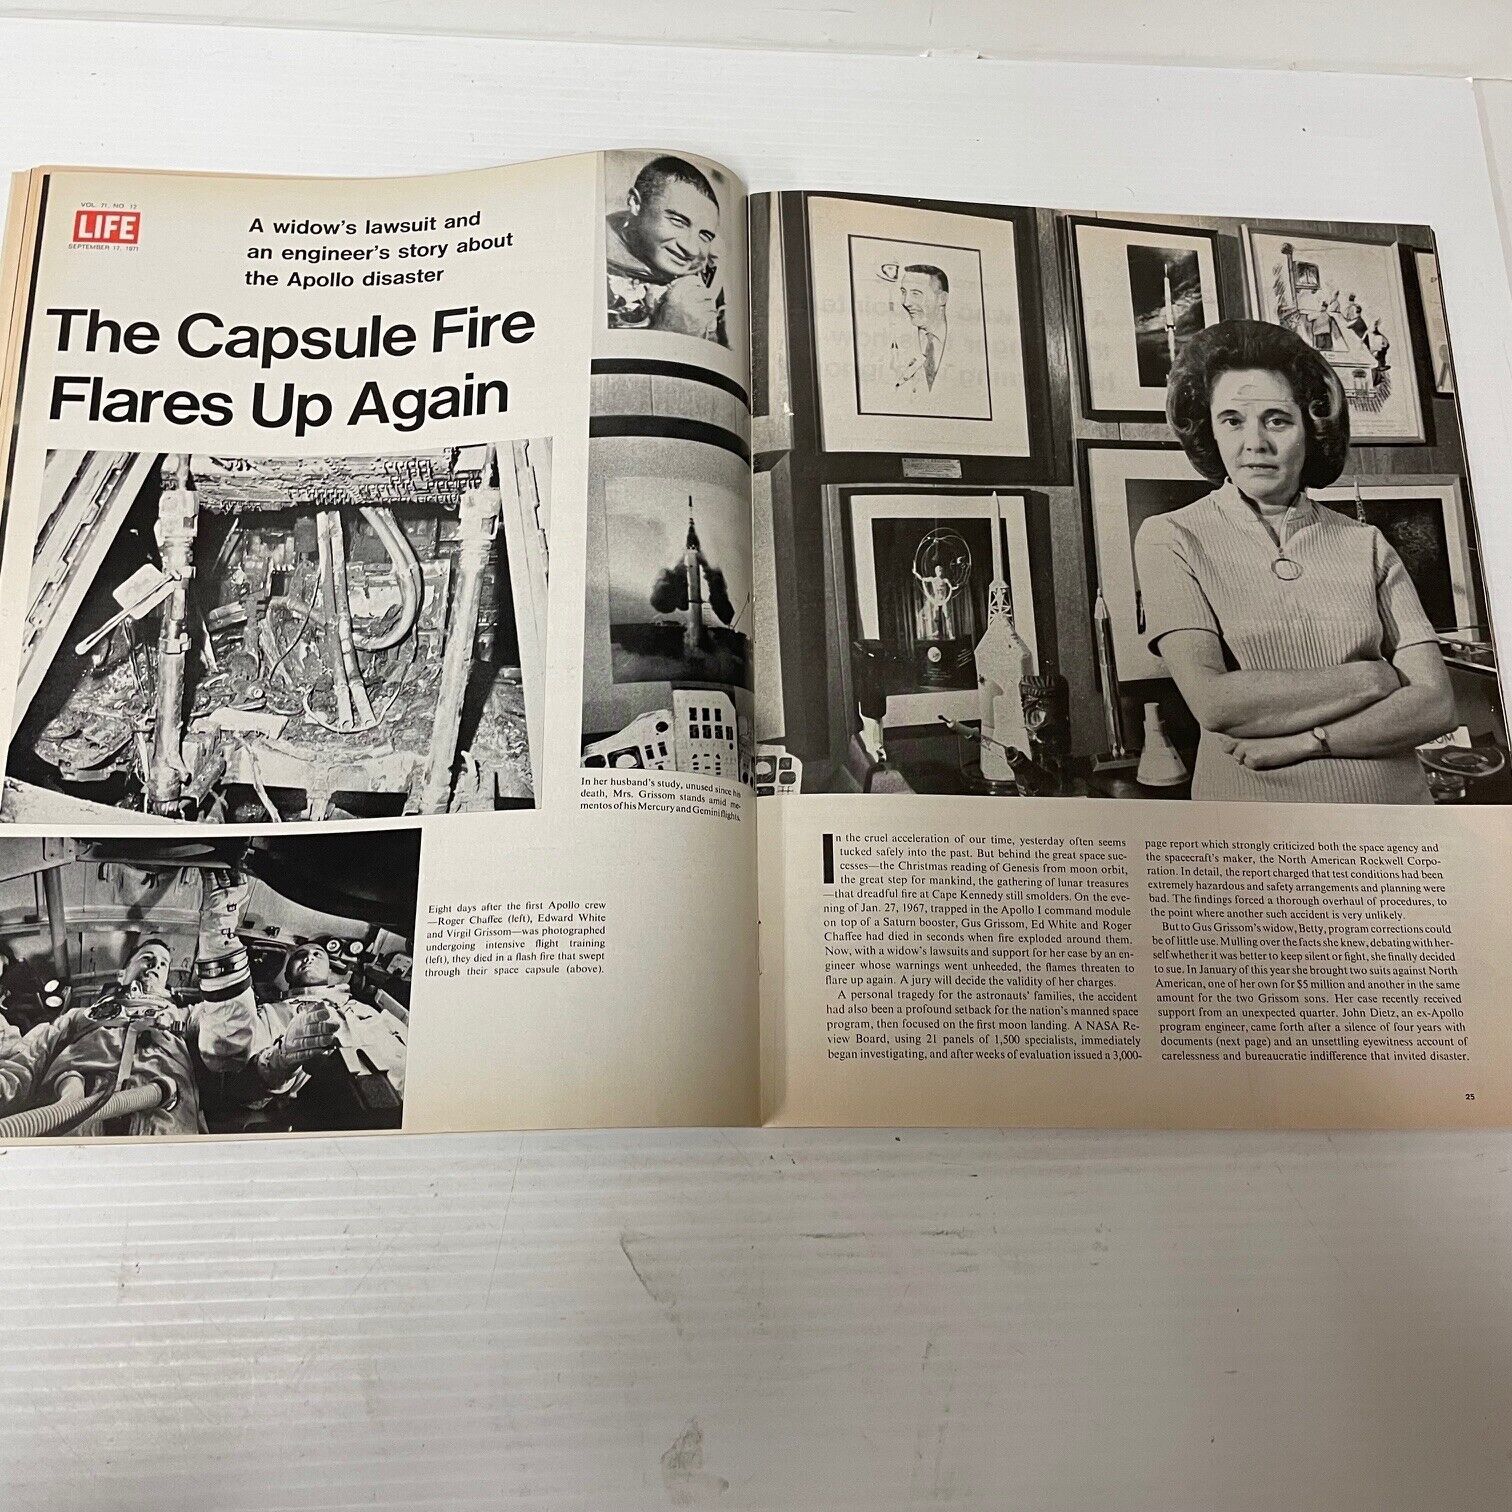 VOL. 71, NO. 12
LIFE
SEPTEMBER 17, 1971
A widow's lawsuit and
an engineer's story about
the Apollo disaster
The Capsule Fire
Flares Up Again
In her husband's study, unused since his
death, Mrs. Grissom stands amid me-
mentos of his Mercury and Gemini flights.
Eight days after the first Apollo crew
—Roger Chaffee (left), Edward White
and Virgil Grissom—was photographed
undergoing intensive flight training
(left), they died in a flash fire that swept
through their space capsule (above).
In the cruel acceleration of our time, yesterday often seems
tucked safely into the past. But behind the great space suc-
cesses—the Christmas reading of Genesis from moon orbit,
the great step for mankind, the gathering of lunar treasures
—that dreadful fire at Cape Kennedy still smolders. On the eve-
ning of Jan. 27, 1967, trapped in the Apollo I command module
on top of a Saturn booster, Gus Grissom, Ed White and Roger
Chaffee had died in seconds when fire exploded around them.
Now, with a widow's lawsuits and support for her case by an en-
gineer whose warnings went unheeded, the flames threaten to
flare up again. A jury will decide the validity of her charges.
A personal tragedy for the astronauts' families, the accident
had also been a profound setback for the nation's manned space
program, then focused on the first moon landing. A NASA Re-
view Board, using 21 panels of 1,500 specialists, immediately
began investigating, and after weeks of evaluation issued a 3,000-
page report which strongly criticized both the space agency and
the spacecraft's maker, the North American Rockwell Corpo-
ration. In detail, the report charged that test conditions had been
extremely hazardous and safety arrangements and planning were
bad. The findings forced a thorough overhaul of procedures, to
the point where another such accident is very unlikely.
But to Gus Grissom's widow, Betty, program corrections could
be of little use. Mulling over the facts she knew, debating with her-
self whether it was better to keep silent or fight, she finally decided
to sue. In January of this year she brought two suits against North
American, one of her own for $5 million and another in the same
amount for the two Grissom sons. Her case recently received
support from an unexpected quarter. John Dietz, an ex-Apollo
program engineer, came forth after a silence of four years with
documents (next page) and an unsettling eyewitness account of
carelessness and bureaucratic indifference that invited disaster.
25